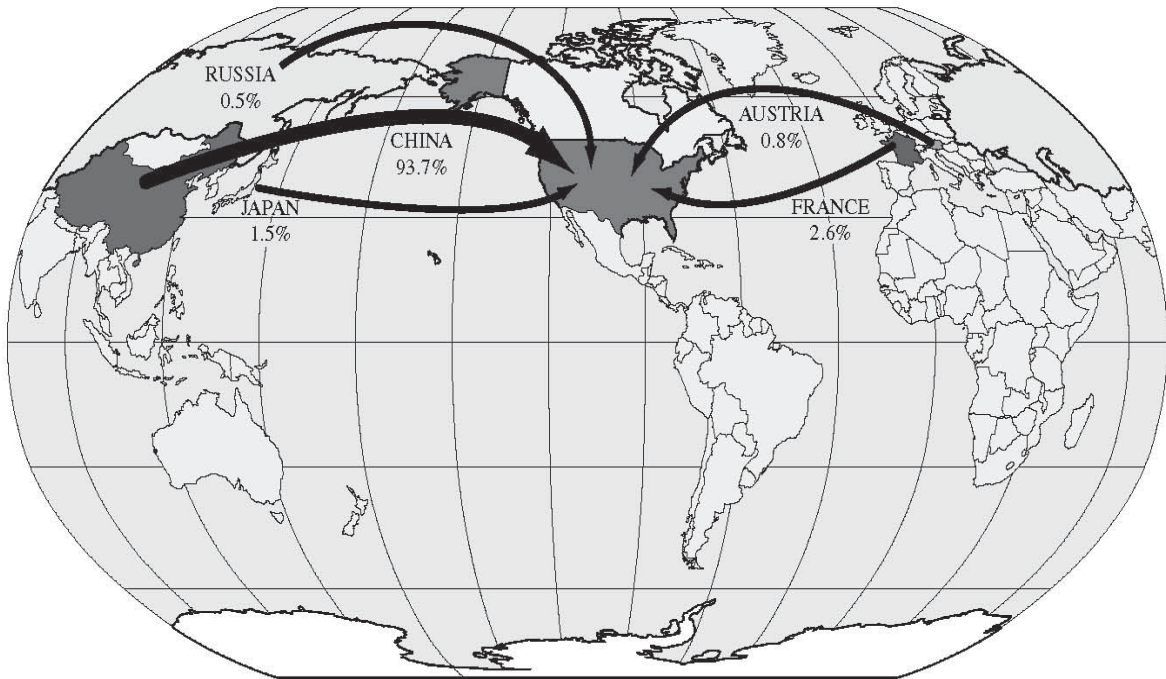 RUSSIA
0.5%
CHINA
93.7%
JAPAN
1.5%
AUSTRIA
0.8%
FRANCE
2.6%